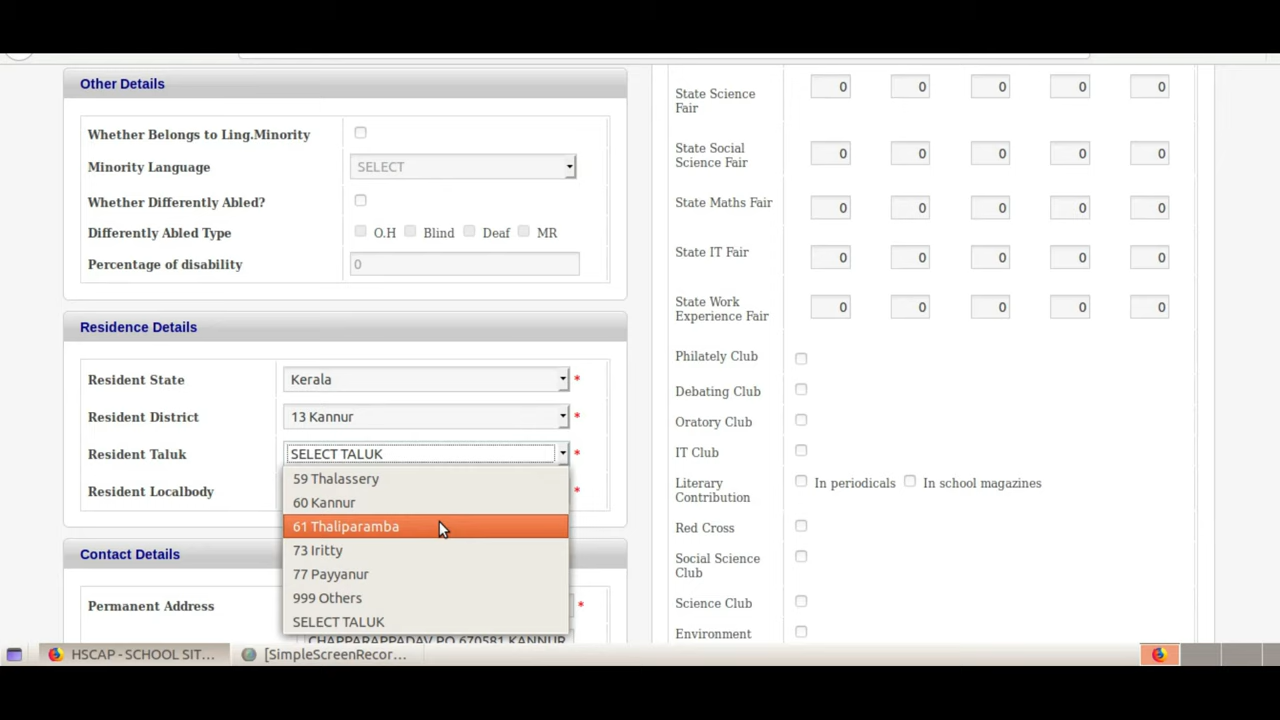 Other Details
Whether Belongs to Ling.Minority
Minority Language SELECT
Whether Differently Abled?
Differently Abled Type O.H Blind Deaf MR
Percentage of disability 0
Residence Details
Resident State Kerala *
Resident District 13 Kannur *
Resident Taluk SELECT TALUK *
59 Thalassery
60 Kannur
61 Thaliparamba
73 Iritty
77 Payyanur
999 Others
SELECT TALUK
Resident Localbody *
Contact Details
Permanent Address *
CHAPPARAPPADAV PO 670581 KANNUR
State Science
Fair 0 0 0 0 0
State Social
Science Fair 0 0 0 0 0
State Maths Fair 0 0 0 0 0
State IT Fair 0 0 0 0 0
State Work
Experience Fair 0 0 0 0 0
Philately Club
Debating Club
Oratory Club
IT Club
Literary
Contribution In periodicals In school magazines
Red Cross
Social Science
Club
Science Club
Environment
HSCAP - SCHOOL SIT... [SimpleScreenRecor...